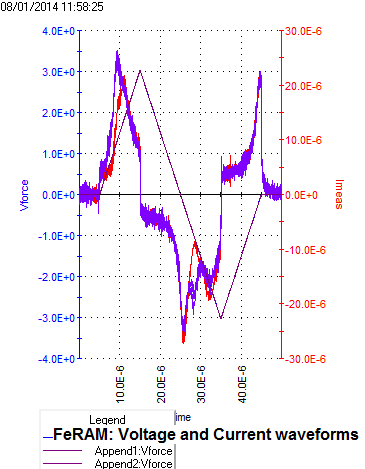 08/01/2014 11:58:25
4.0E+0
3.0E+0
2.0E+0
1.0E+0
0.0E+0
-1.0E+0
-2.0E+0
-3.0E+0
-4.0E+0
Vforce
30.0E-6
20.0E-6
10.0E-6
0.0E+0
-10.0E-6
-20.0E-6
-30.0E-6
Imeas
10.0E-6
20.0E-6
30.0E-6
40.0E-6
Legend ime
FeRAM: Voltage and Current waveforms
Append1:Vforce
Append2:Vforce